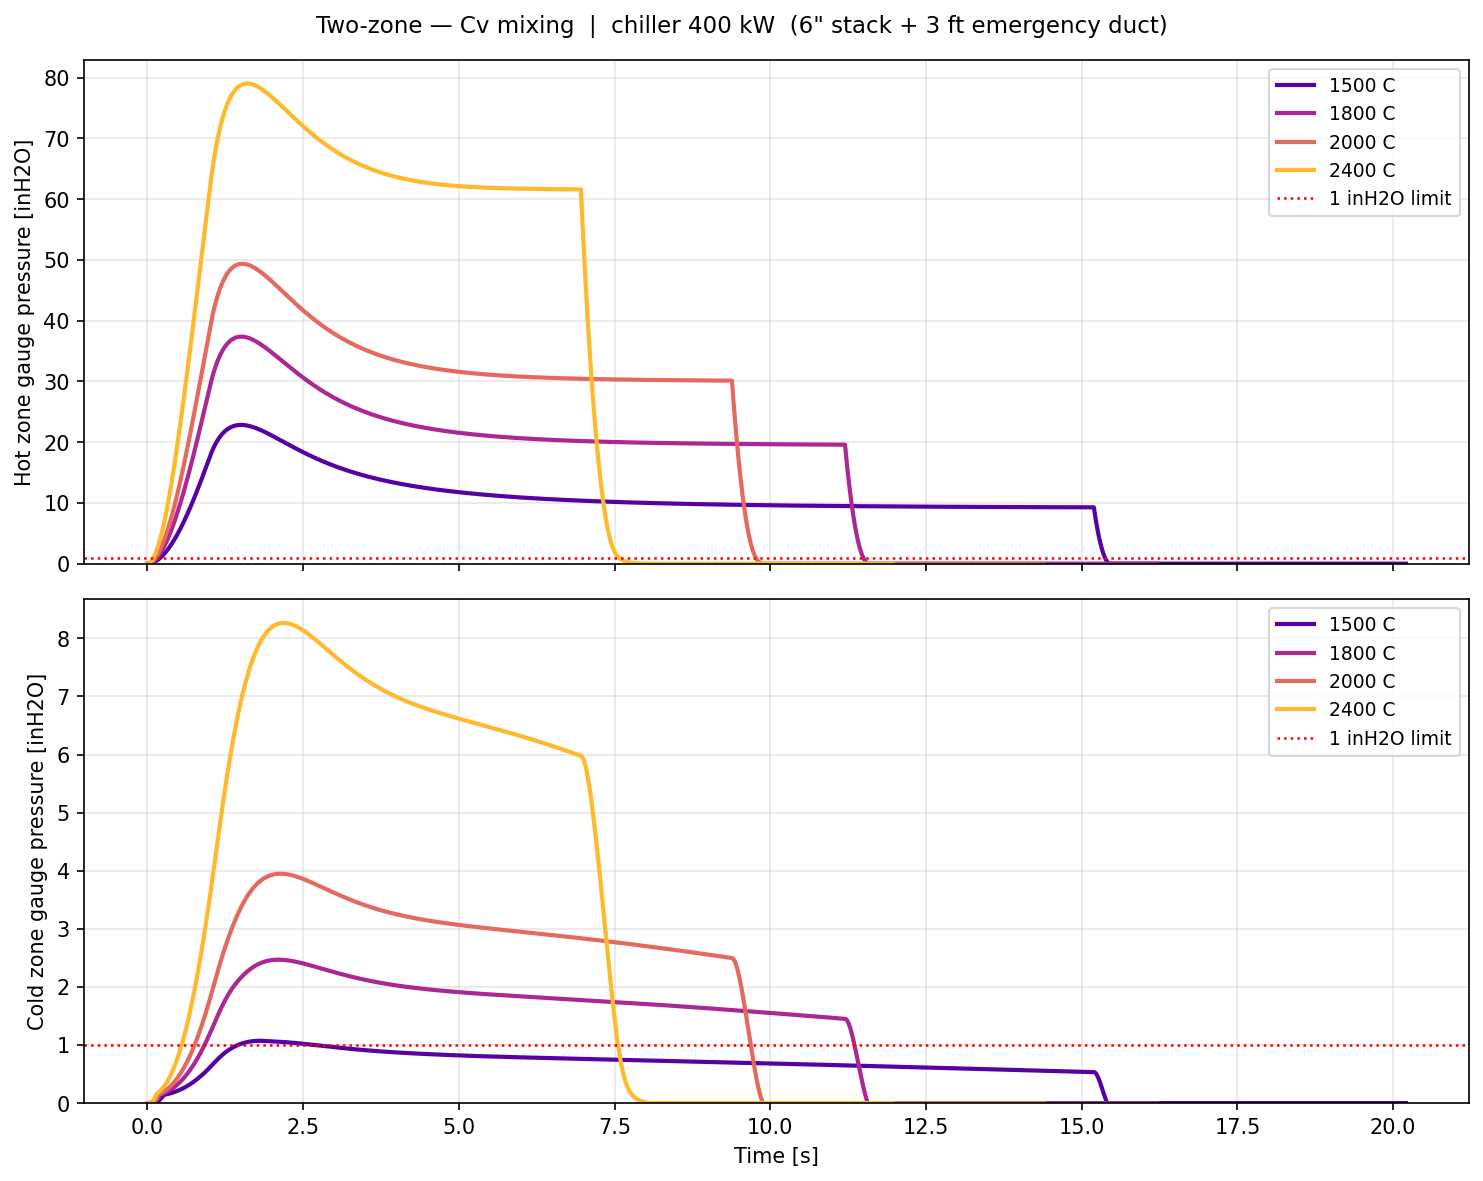 Two-zone — Cv mixing | chiller 400 kW (6" stack + 3 ft emergency duct)
Hot zone gauge pressure [inH2O]
80
70
60
50
40
30
20
10
0
1500 C
1800 C
2000 C
2400 C
1 inH2O limit
Cold zone gauge pressure [inH2O]
8
7
6
5
4
3
2
1
0
1500 C
1800 C
2000 C
2400 C
1 inH2O limit
0.0 2.5 5.0 7.5 10.0 12.5 15.0 17.5 20.0
Time [s]